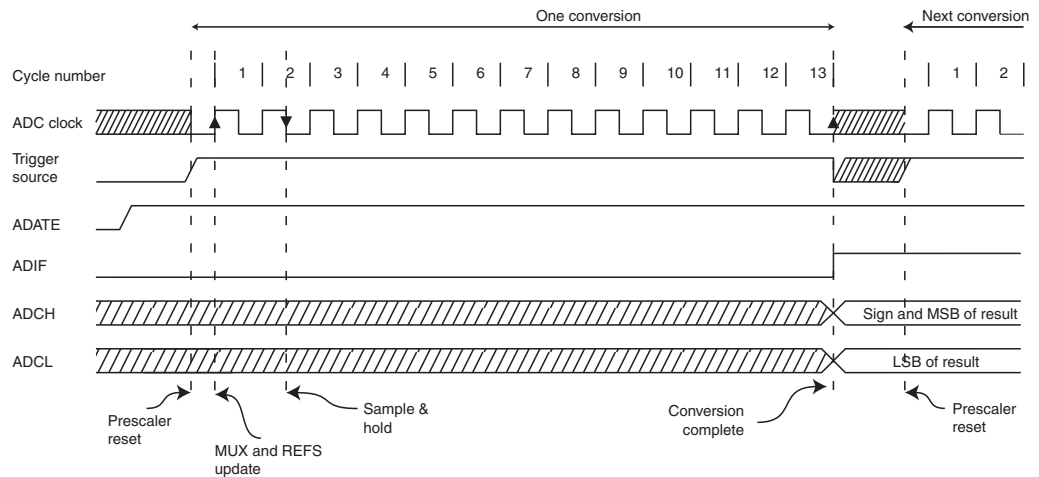 One conversion
Next conversion
Cycle number
1 2 3 4 5 6 7 8 9 10 11 12 13 1 2
ADC clock
Trigger
source
ADATE
ADIF
ADCH
Sign and MSB of result
ADCL
LSB of result
Prescaler
reset
MUX and REFS
update
Sample &
hold
Conversion
complete
Prescaler
reset